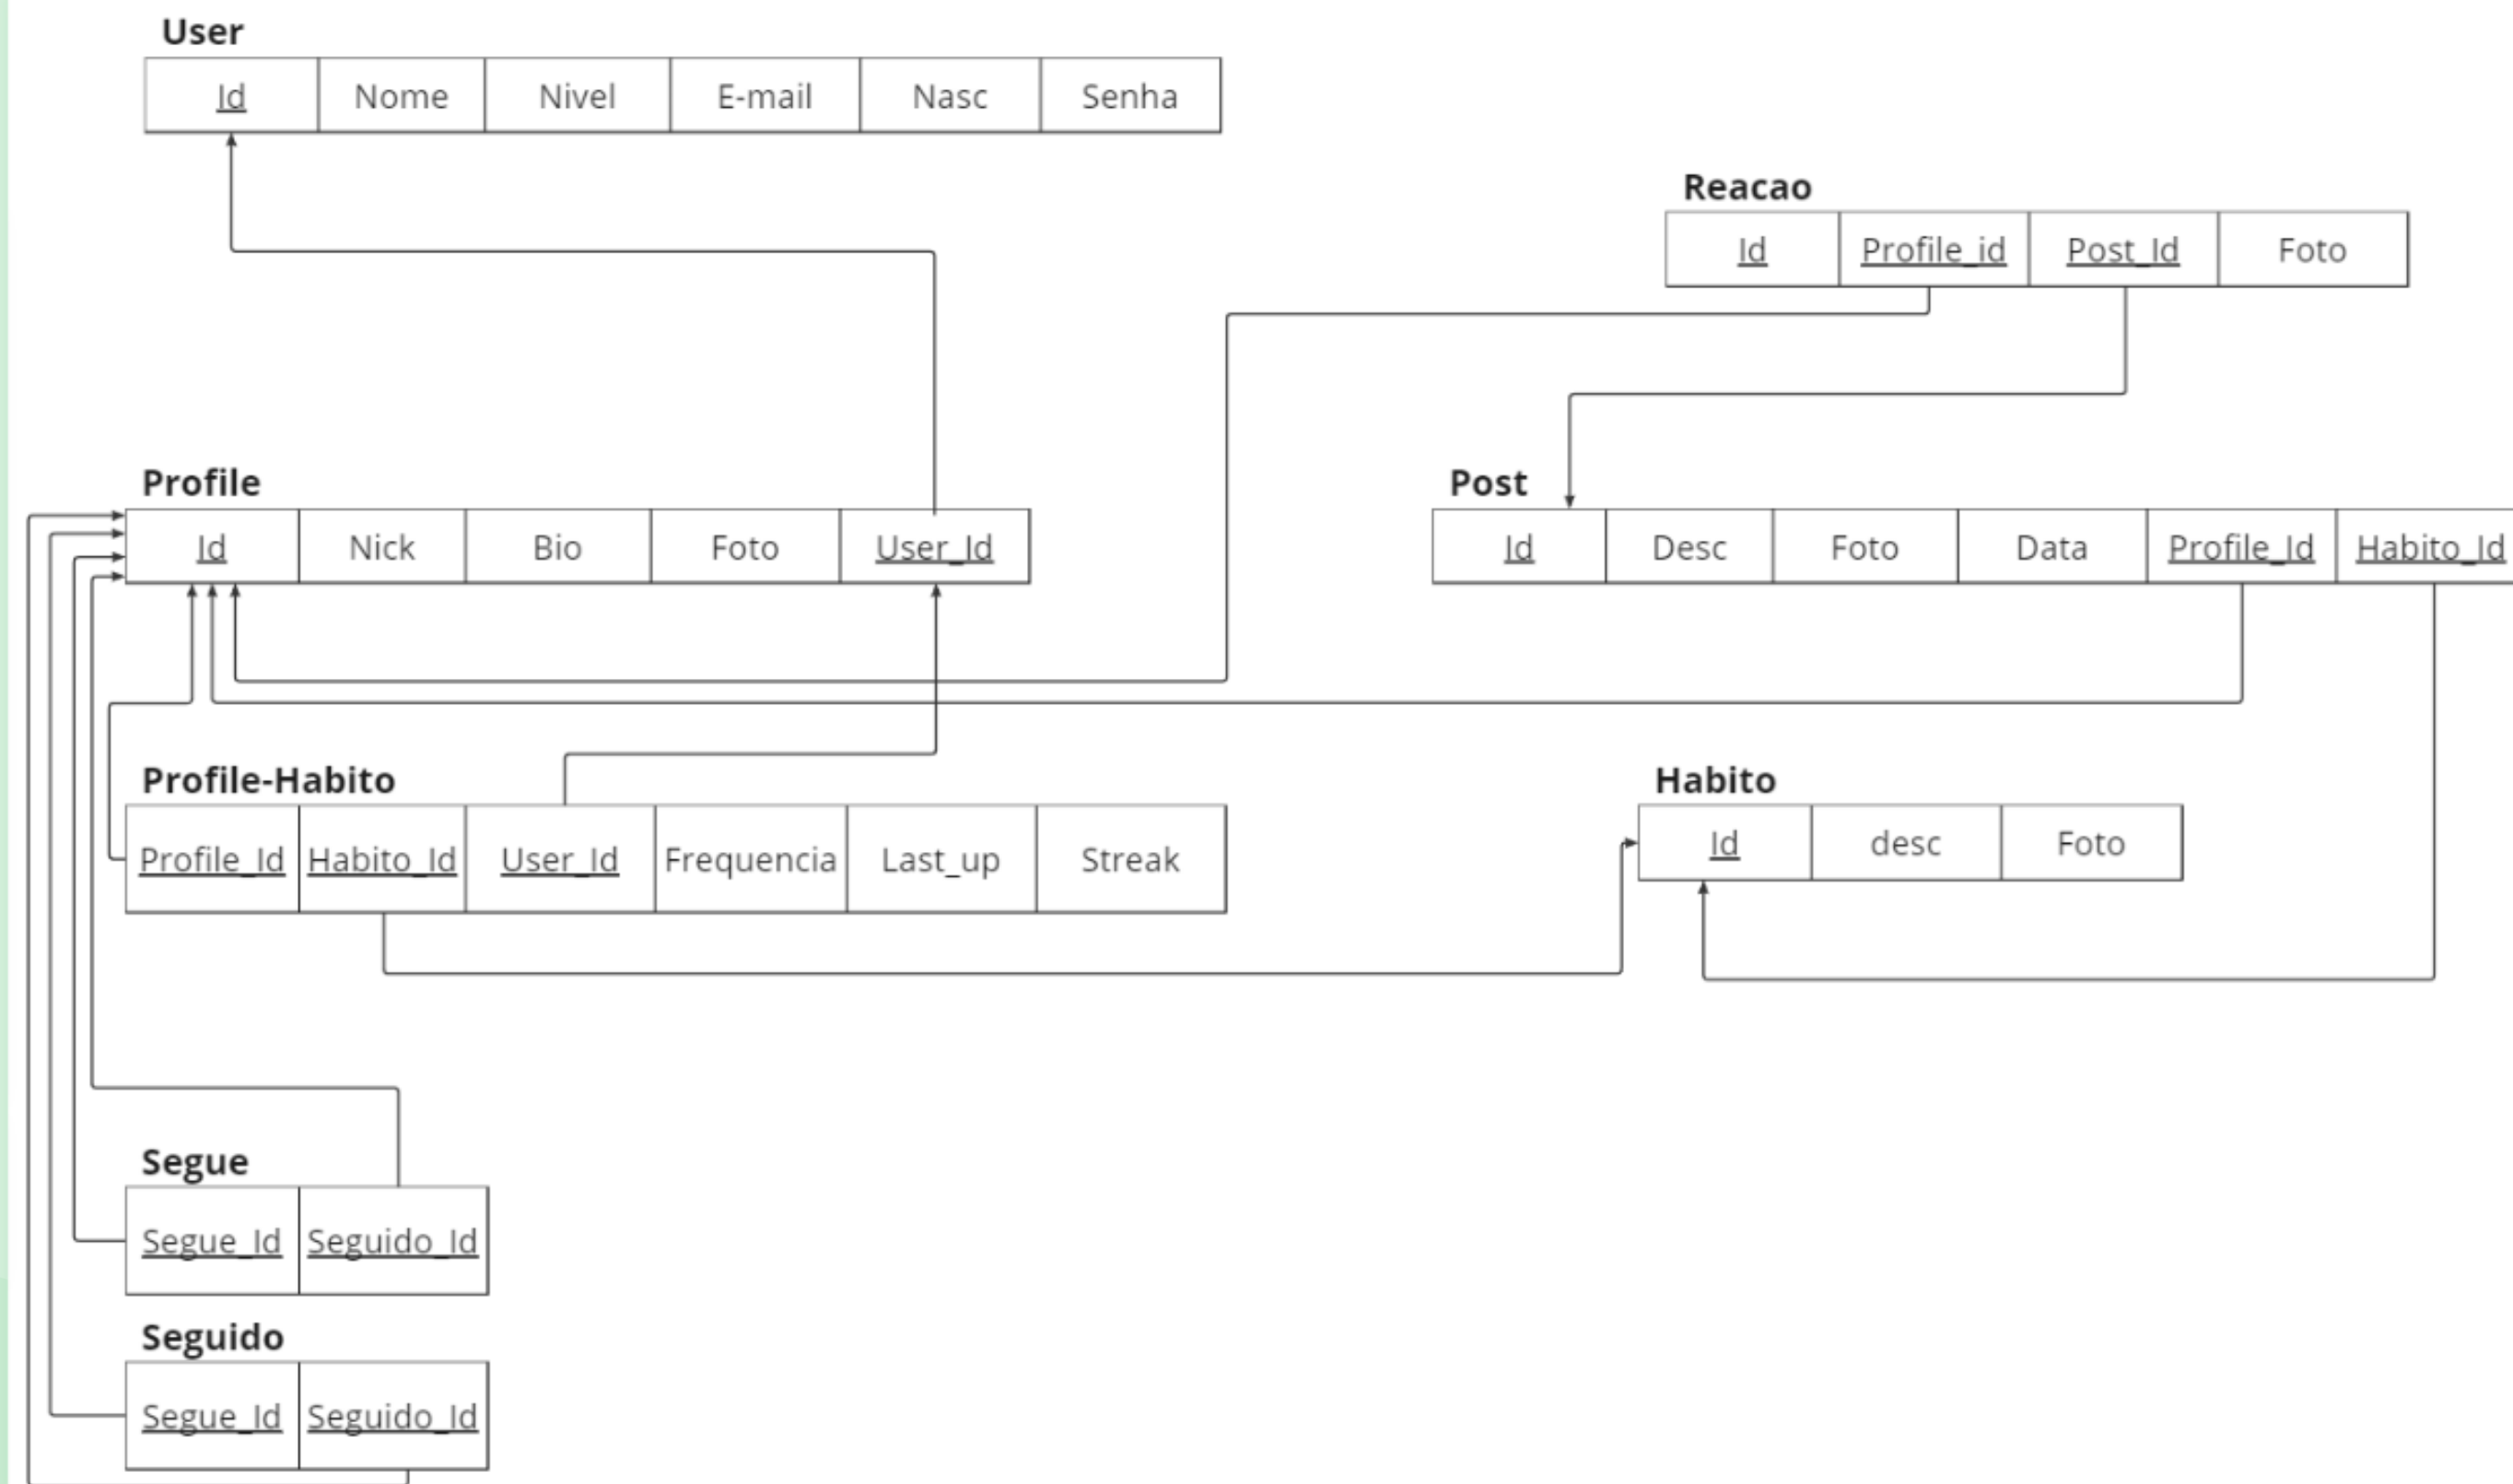 User
Id Nome Nivel E-mail Nasc Senha
Reacao
Id Profile_id Post_Id Foto
Profile
Id Nick Bio Foto User_Id
Post
Id Desc Foto Data Profile_Id Habito_Id
Profile-Habito
Profile_Id Habito_Id User_Id Frequencia Last_up Streak
Habito
Id desc Foto
Segue
Segue_Id Seguido_Id
Seguido
Segue_Id Seguido_Id